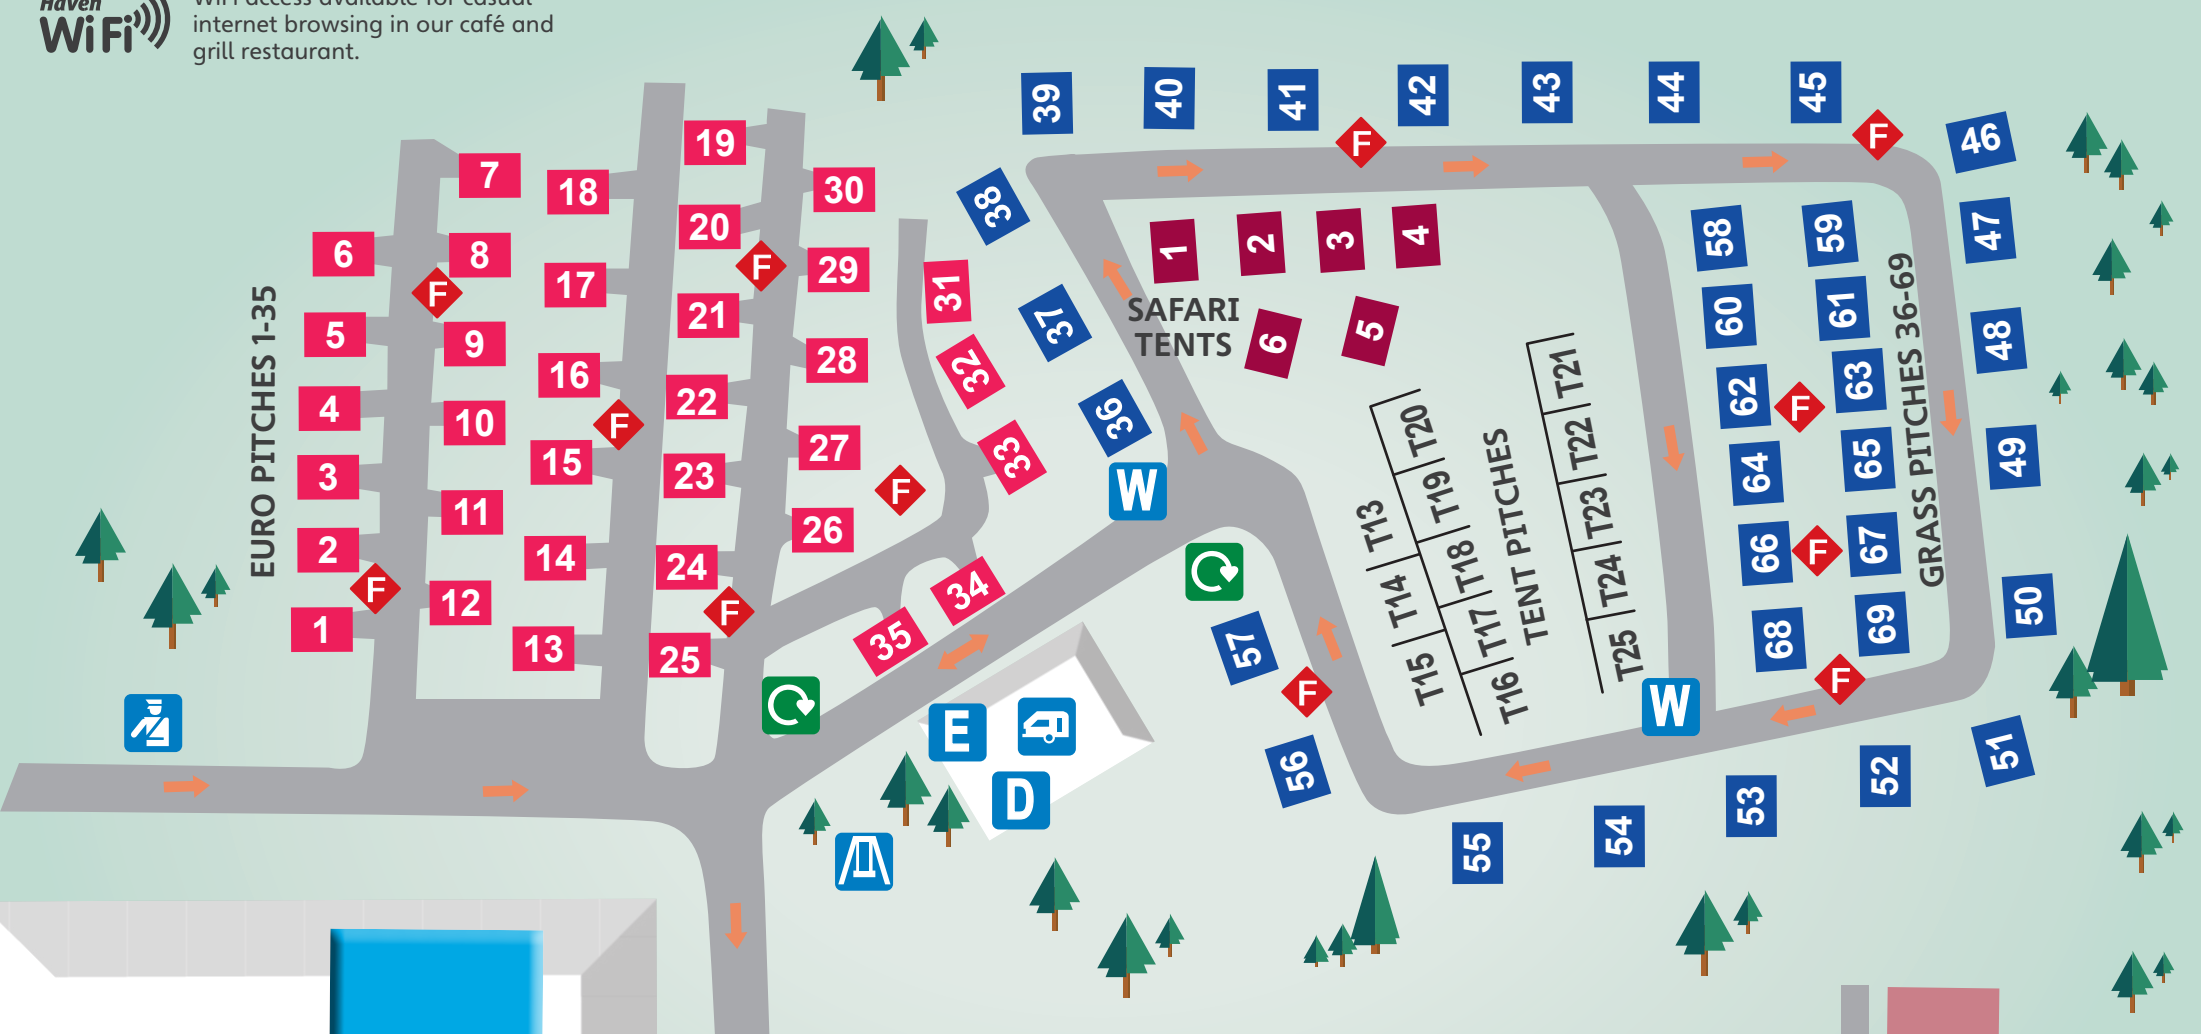 Haven
WiFi
WiFi access available for casual
internet browsing in our café and
grill restaurant.
EURO PITCHES 1-35
1
2
3
4
5
6
7
8
9
10
11
12
13
14
15
16
17
18
19
20
21
22
23
24
25
26
27
28
29
30
31
32
33
34
35
F
F
F
F
F
F
36
37
38
39
40
41
42
43
44
45
46
47
48
49
50
51
52
53
54
55
56
57
58
59
60
61
62
63
64
65
66
67
68
69
F
F
F
F
F
F
GRASS PITCHES 36-69
1
2
3
4
5
6
SAFARI
TENTS
TENT PITCHES
T13
T14
T15
T16
T17
T18
T19
T20
T21
T22
T23
T24
T25
W
W
E
D